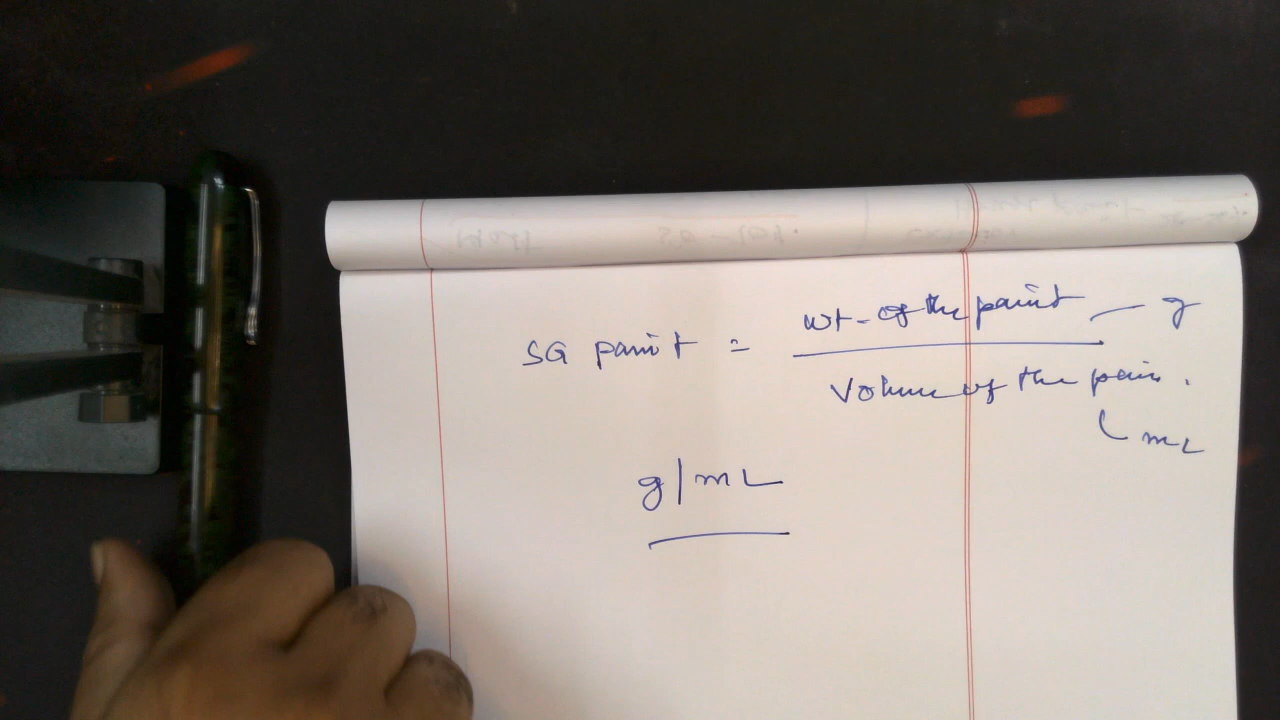 SG paint = wt. of the paint — g
Volume of the pain.
mL
g/mL